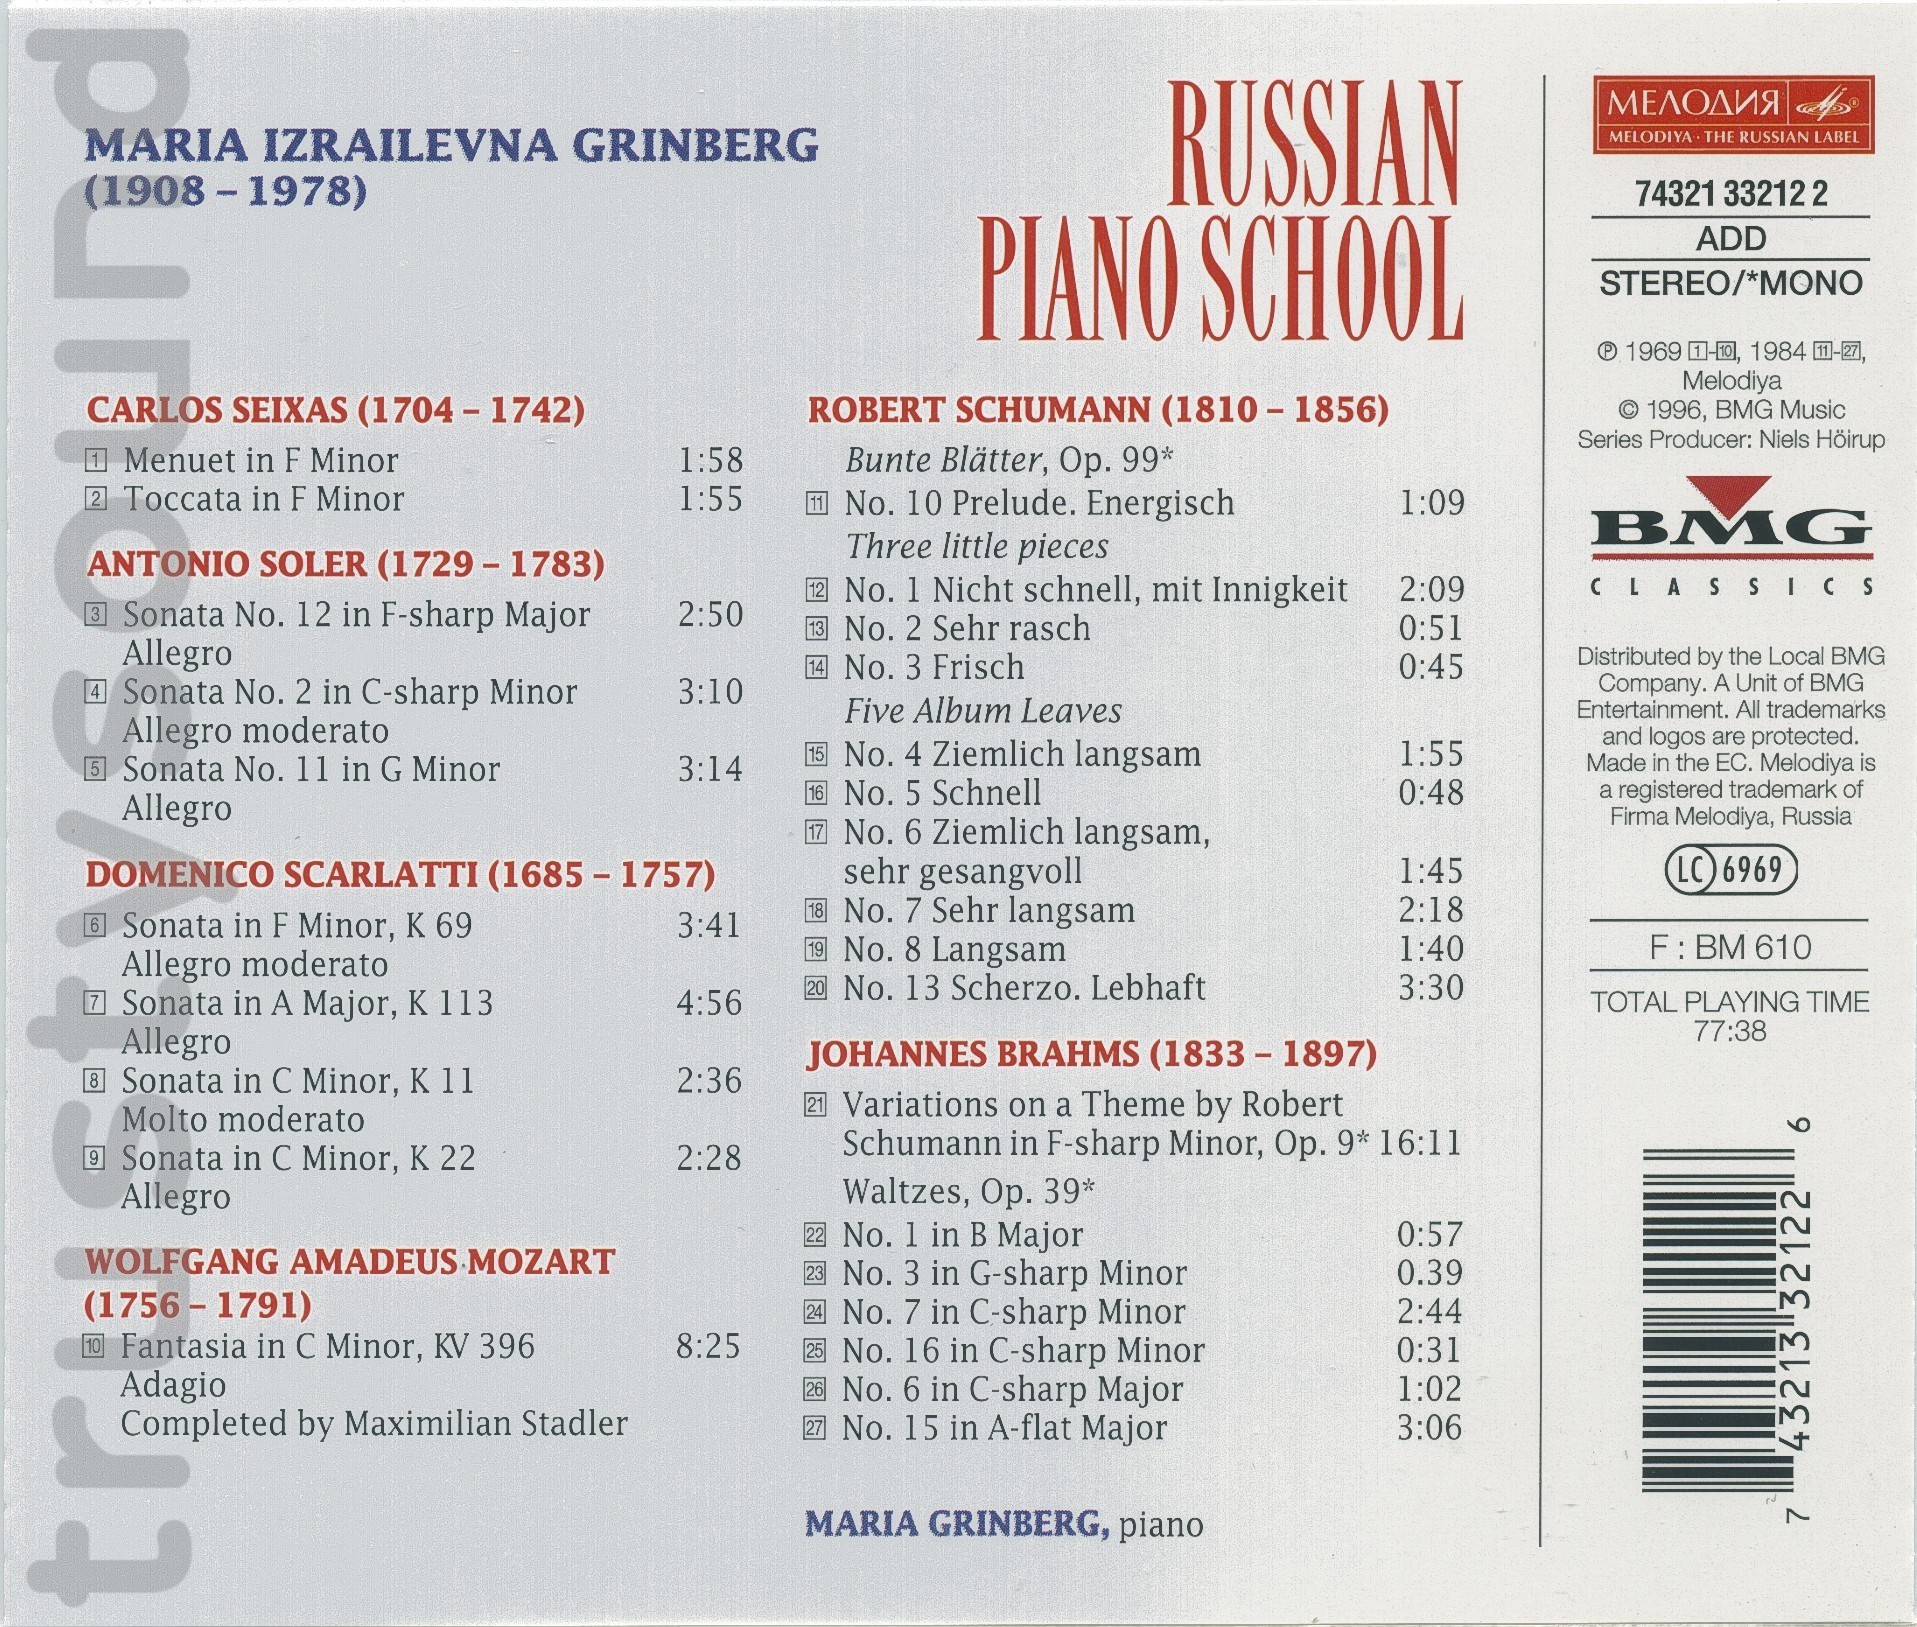 trustysound
MARIA IZRAILEVNA GRINBERG
(1908 – 1978)
RUSSIAN
PIANO SCHOOL
CARLOS SEIXAS (1704 – 1742)
1 Menuet in F Minor 1:58
2 Toccata in F Minor 1:55
ANTONIO SOLER (1729 – 1783)
3 Sonata No. 12 in F-sharp Major 2:50
Allegro
4 Sonata No. 2 in C-sharp Minor 3:10
Allegro moderato
5 Sonata No. 11 in G Minor 3:14
Allegro
DOMENICO SCARLATTI (1685 – 1757)
6 Sonata in F Minor, K 69 3:41
Allegro moderato
7 Sonata in A Major, K 113 4:56
Allegro
8 Sonata in C Minor, K 11 2:36
Molto moderato
9 Sonata in C Minor, K 22 2:28
Allegro
WOLFGANG AMADEUS MOZART
(1756 – 1791)
10 Fantasia in C Minor, KV 396 8:25
Adagio
Completed by Maximilian Stadler
ROBERT SCHUMANN (1810 – 1856)
Bunte Blätter, Op. 99*
11 No. 10 Prelude. Energisch 1:09
Three little pieces
12 No. 1 Nicht schnell, mit Innigkeit 2:09
13 No. 2 Sehr rasch 0:51
14 No. 3 Frisch 0:45
Five Album Leaves
15 No. 4 Ziemlich langsam 1:55
16 No. 5 Schnell 0:48
17 No. 6 Ziemlich langsam,
sehr gesangvoll 1:45
18 No. 7 Sehr langsam 2:18
19 No. 8 Langsam 1:40
20 No. 13 Scherzo. Lebhaft 3:30
JOHANNES BRAHMS (1833 – 1897)
21 Variations on a Theme by Robert
Schumann in F-sharp Minor, Op. 9* 16:11
Waltzes, Op. 39*
22 No. 1 in B Major 0:57
23 No. 3 in G-sharp Minor 0.39
24 No. 7 in C-sharp Minor 2:44
25 No. 16 in C-sharp Minor 0:31
26 No. 6 in C-sharp Major 1:02
27 No. 15 in A-flat Major 3:06
MARIA GRINBERG, piano
МЕЛОДИЯ ®
MELODIYA · THE RUSSIAN LABEL
74321 33212 2
ADD
STEREO/*MONO
℗ 1969 1-10, 1984 11-27,
Melodiya
© 1996, BMG Music
Series Producer: Niels Höirup
BMG
CLASSICS
Distributed by the Local BMG
Company. A Unit of BMG
Entertainment. All trademarks
and logos are protected.
Made in the EC. Melodiya is
a registered trademark of
Firma Melodiya, Russia
LC 6969
F : BM 610
TOTAL PLAYING TIME
77:38
7 43213 32122 6